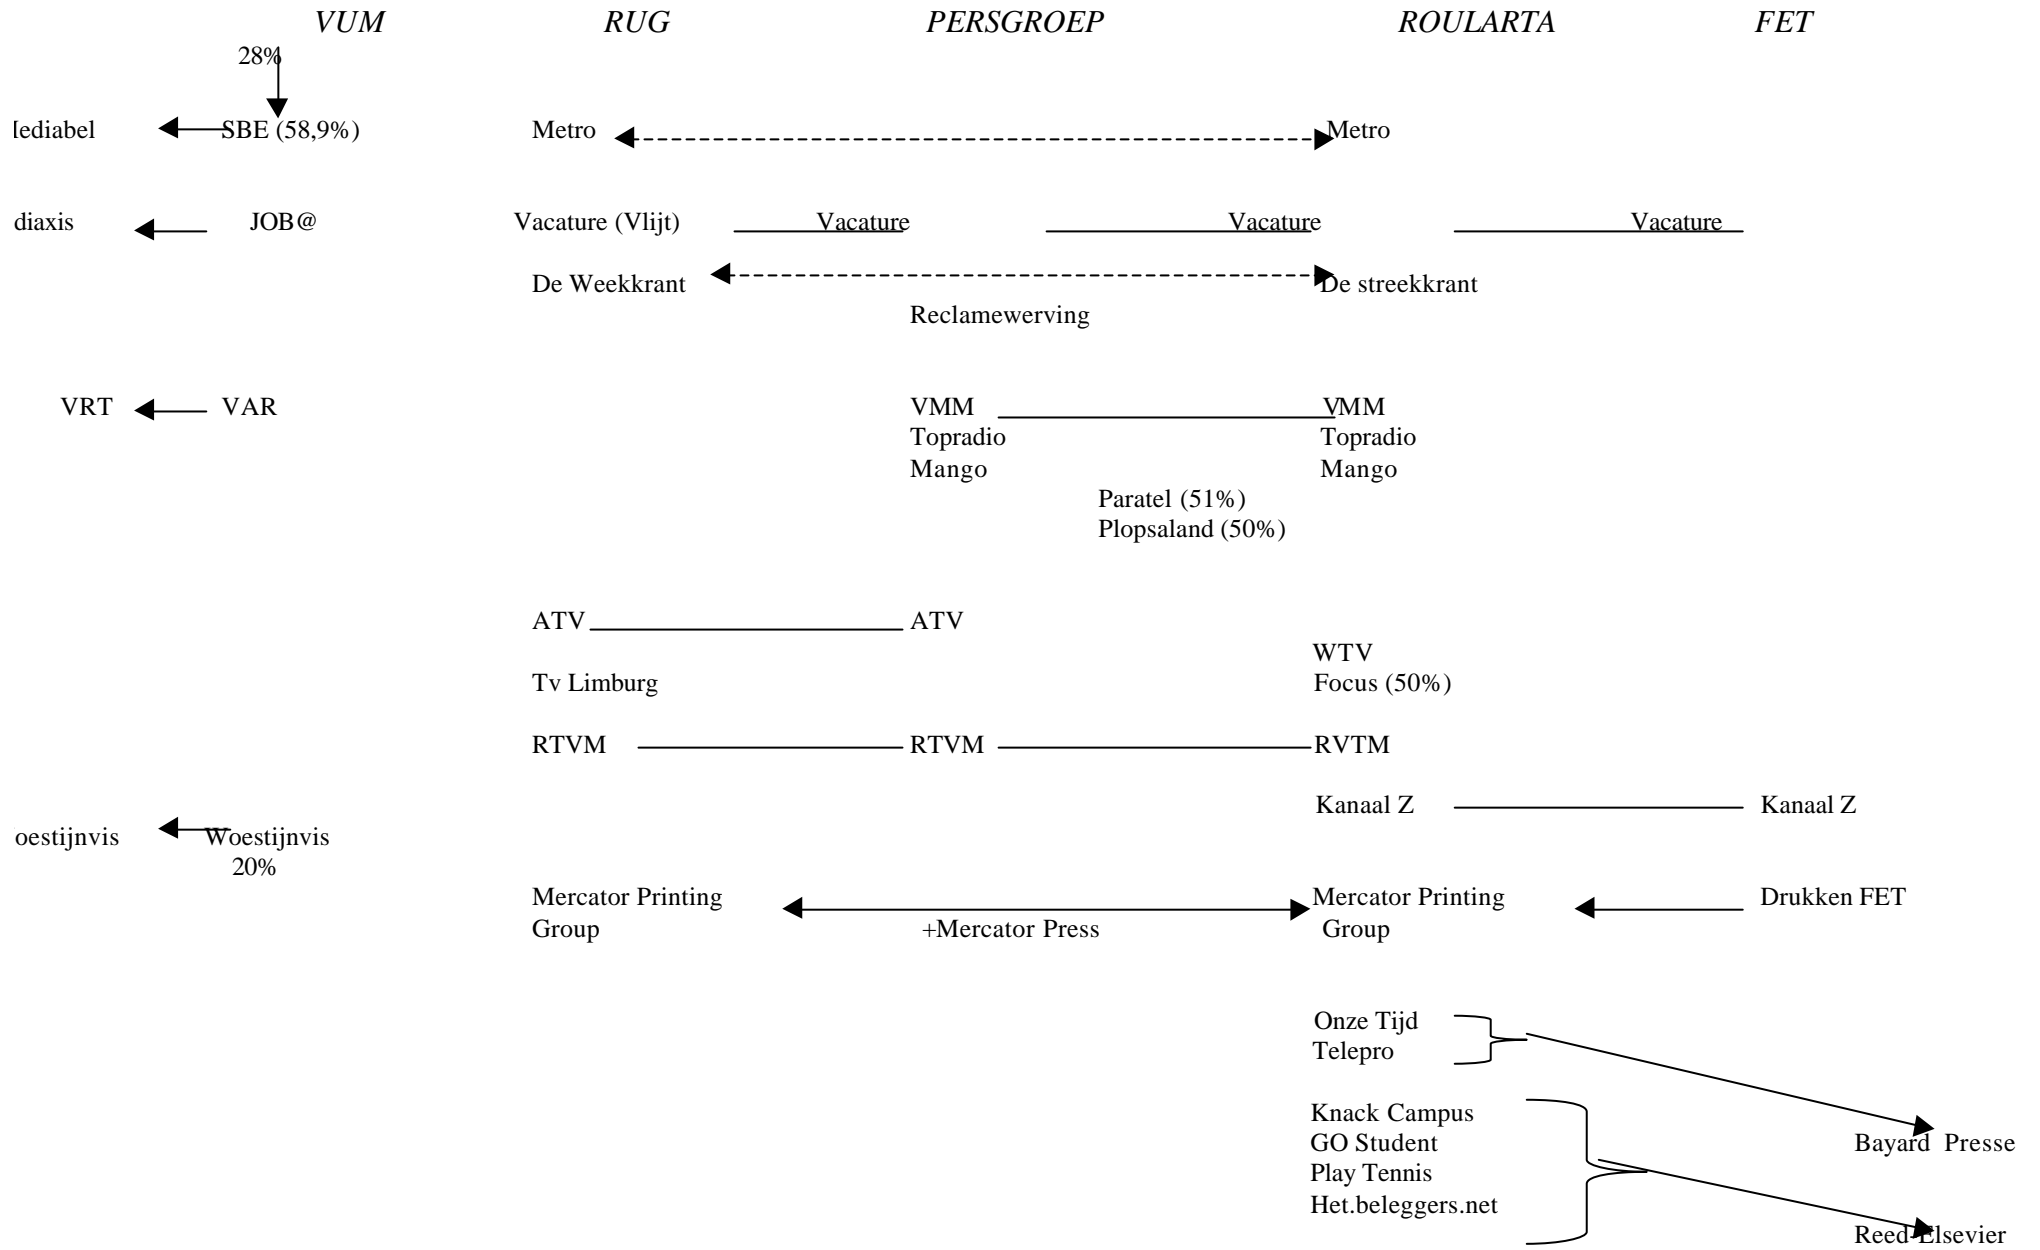 VUM RUG PERSGROEP ROULARTA FET
28%
SBE (58,9%) Metro Metro
JOB@ Vacature (Vlijt) Vacature Vacature Vacature
De Weekkrant De streekkrant
Reclamewerving
VRT VAR VMM VMM
Topradio Topradio
Mango Mango
Paratel (51%)
Plopsaland (50%)
ATV ATV
WTV
Tv Limburg Focus (50%)
RTVM RTVM RVTM
Kanaal Z Kanaal Z
oestijnvis Woestijnvis
20%
Mercator Printing Mercator Printing Drukken FET
Group +Mercator Press Group
Onze Tijd
Telepro
Knack Campus
GO Student Bayard Presse
Play Tennis
Het.beleggers.net
Reed-Elsevier